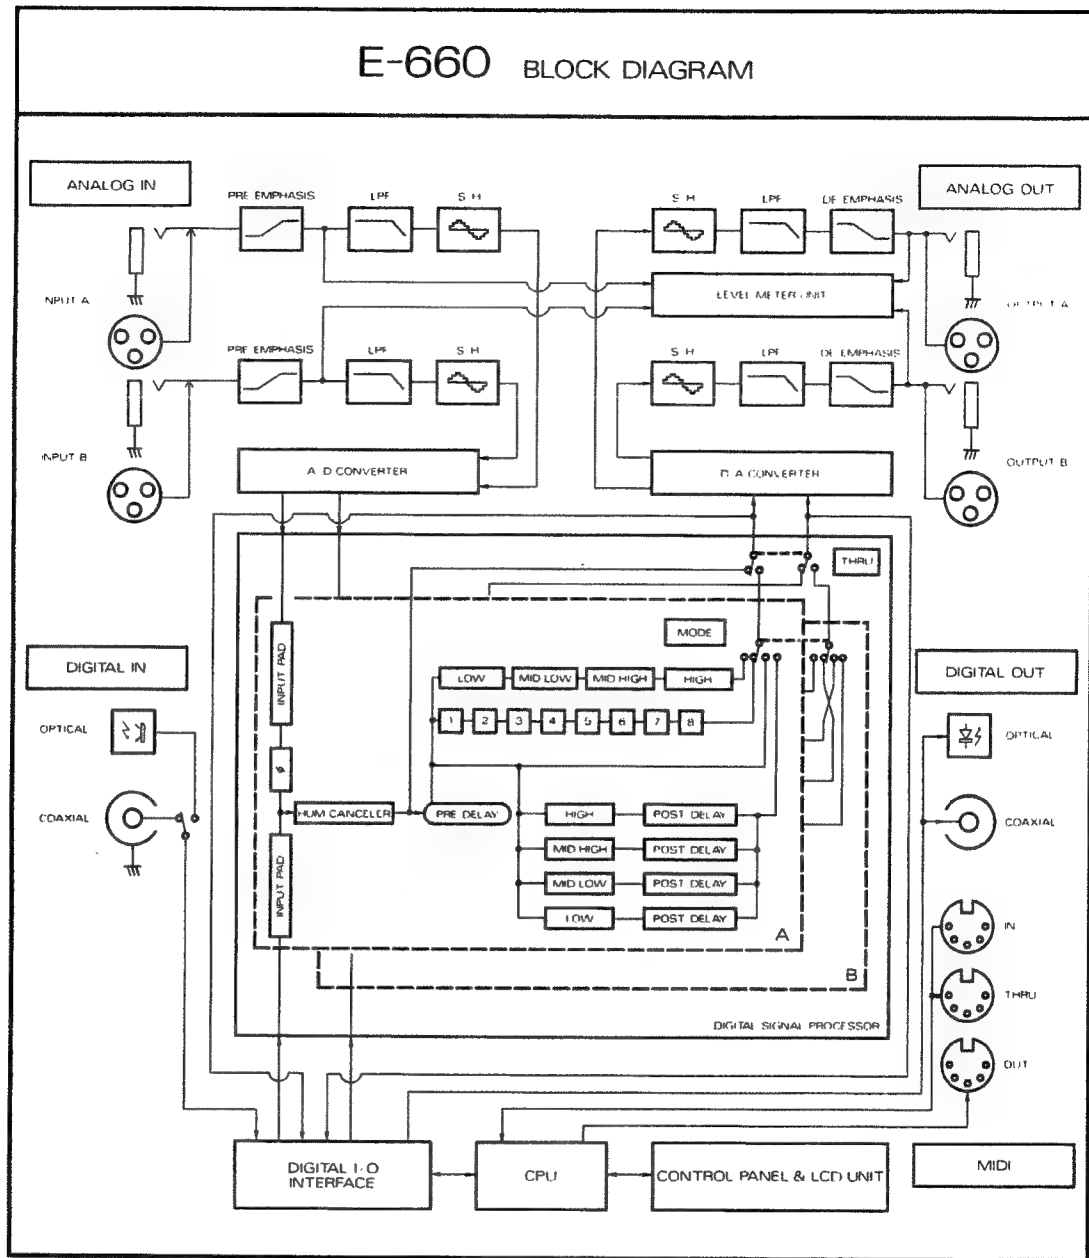 E-660 BLOCK DIAGRAM
ANALOG IN
ANALOG OUT
PRE EMPHASIS
LPF
S H
S H
LPF
DE EMPHASIS
INPUT A
LEVEL METER UNIT
OUTPUT A
PRE EMPHASIS
LPF
S H
S H
LPF
DE EMPHASIS
INPUT B
A D CONVERTER
D A CONVERTER
OUTPUT B
THRU
MODE
DIGITAL IN
INPUT PAD
LOW
MID LOW
MID HIGH
HIGH
DIGITAL OUT
OPTICAL
1
2
3
4
5
6
7
8
OPTICAL
ø
COAXIAL
HUM CANCELER
PRE DELAY
HIGH
POST DELAY
COAXIAL
MID HIGH
POST DELAY
INPUT PAD
MID LOW
POST DELAY
LOW
POST DELAY
A
IN
B
THRU
DIGITAL SIGNAL PROCESSOR
OUT
DIGITAL I/O
INTERFACE
CPU
CONTROL PANEL & LCD UNIT
MIDI